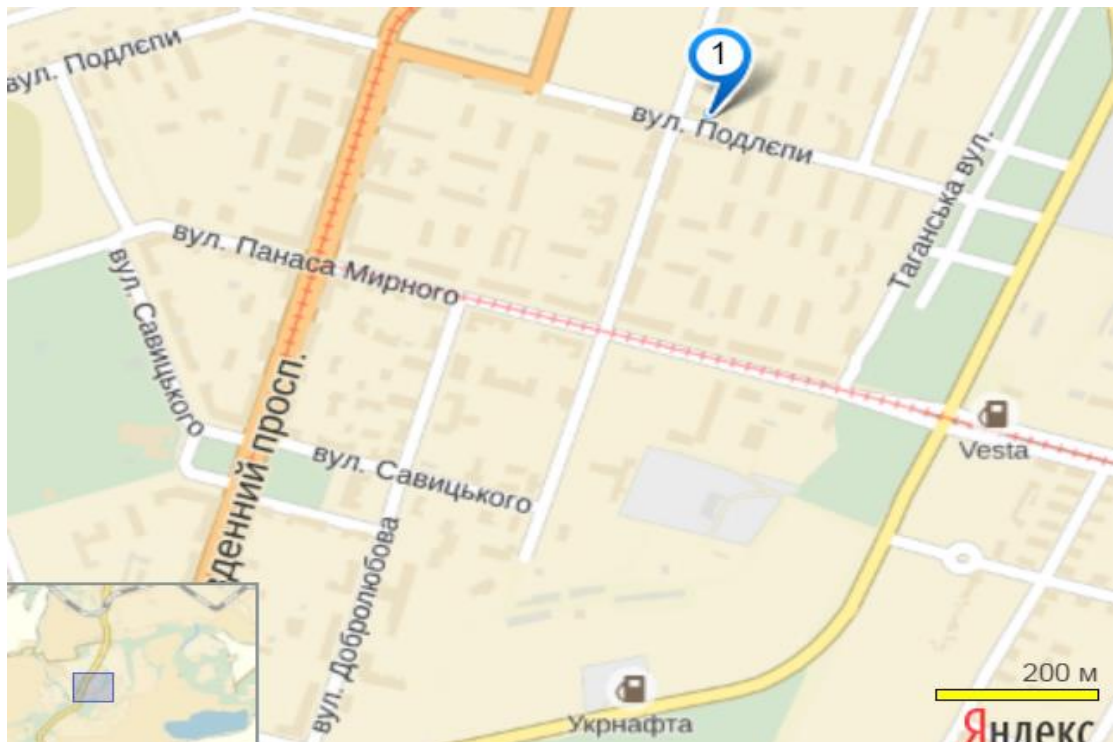 вул. Подлєпи
1
вул. Подлєпи
Таганська вул.
вул. Панаса Мирного
вул. Савицького
денний просп.
вул. Савицького
Vesta
вул. Добролюбова
Укрнафта
200 м
Яндекс